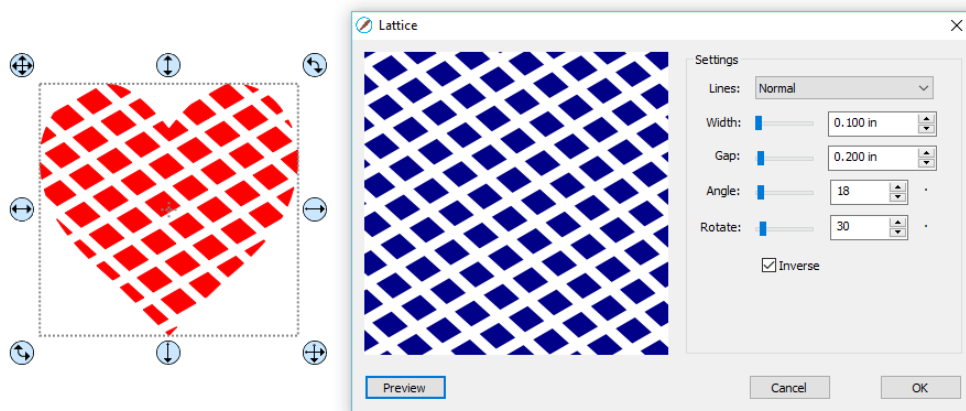 Lattice
Settings
Lines: Normal
Width: 0.100 in
Gap: 0.200 in
Angle: 18 °
Rotate: 30 °
Inverse
Preview Cancel OK